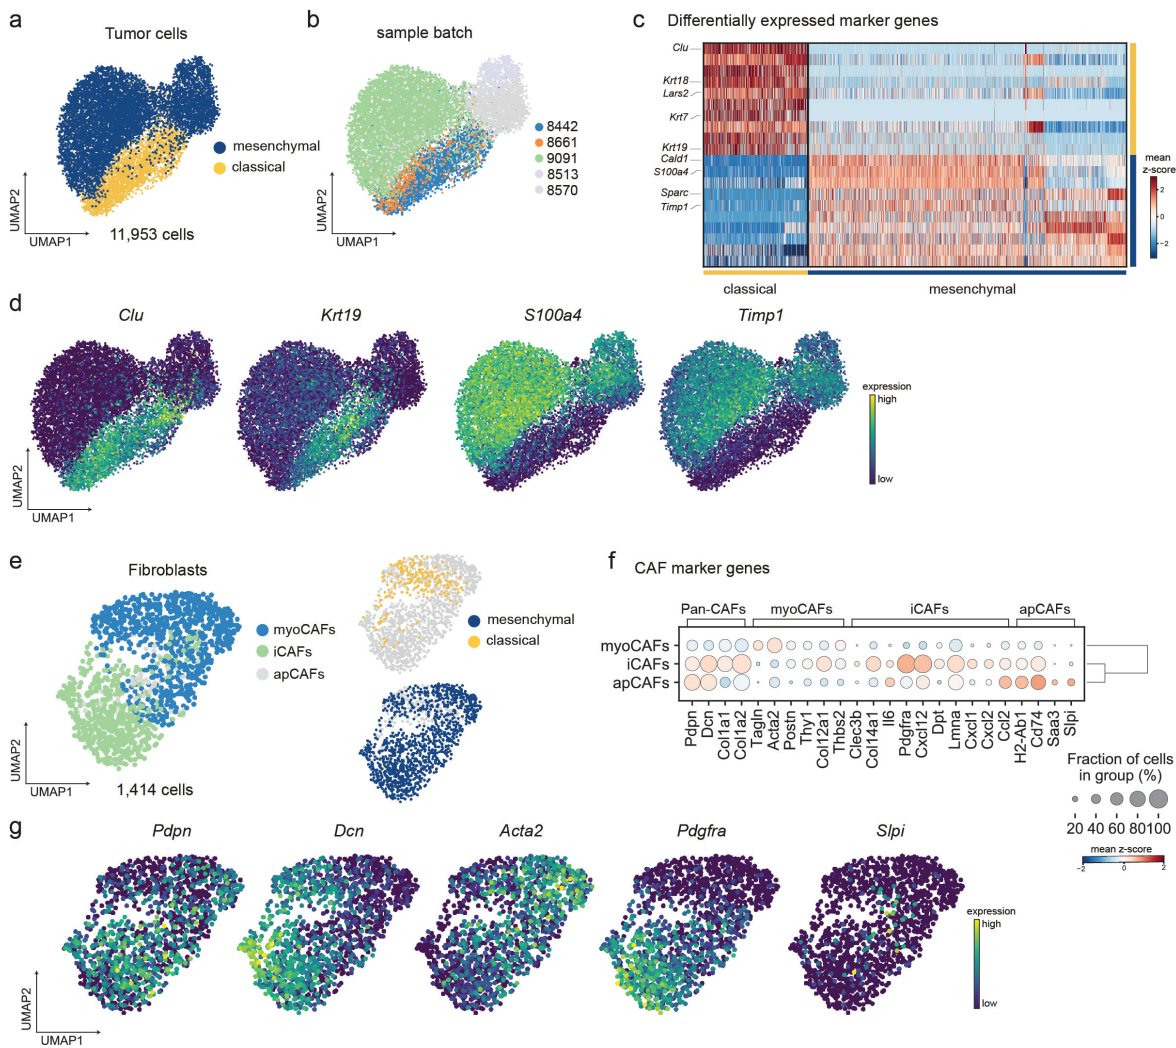 a
Tumor cells
mesenchymal
classical
UMAP2
UMAP1
11,953 cells
b
sample batch
8442
8661
9091
8513
8570
UMAP2
UMAP1
c
Differentially expressed marker genes
Clu
Krt18
Lars2
Krt7
Krt19
Cald1
S100a4
Sparc
Timp1
classical
mesenchymal
mean
z-score
2
0
−2
d
Clu
Krt19
S100a4
Timp1
UMAP2
UMAP1
expression
high
low
e
Fibroblasts
myoCAFs
iCAFs
apCAFs
UMAP2
UMAP1
1,414 cells
mesenchymal
classical
f
CAF marker genes
Pan-CAFs
myoCAFs
iCAFs
apCAFs
myoCAFs
iCAFs
apCAFs
Pdpn
Dcn
Col1a1
Col1a2
Tagln
Acta2
Postn
Thy1
Col12a1
Thbs2
Clec3b
Col14a1
Il6
Pdgfra
Cxcl12
Dpt
Lmna
Cxcl1
Cxcl2
Ccl2
H2-Ab1
Cd74
Saa3
Slpi
Fraction of cells
in group (%)
20 40 60 80 100
mean z-score
−2 0 2
g
Pdpn
Dcn
Acta2
Pdgfra
Slpi
UMAP2
UMAP1
expression
high
low